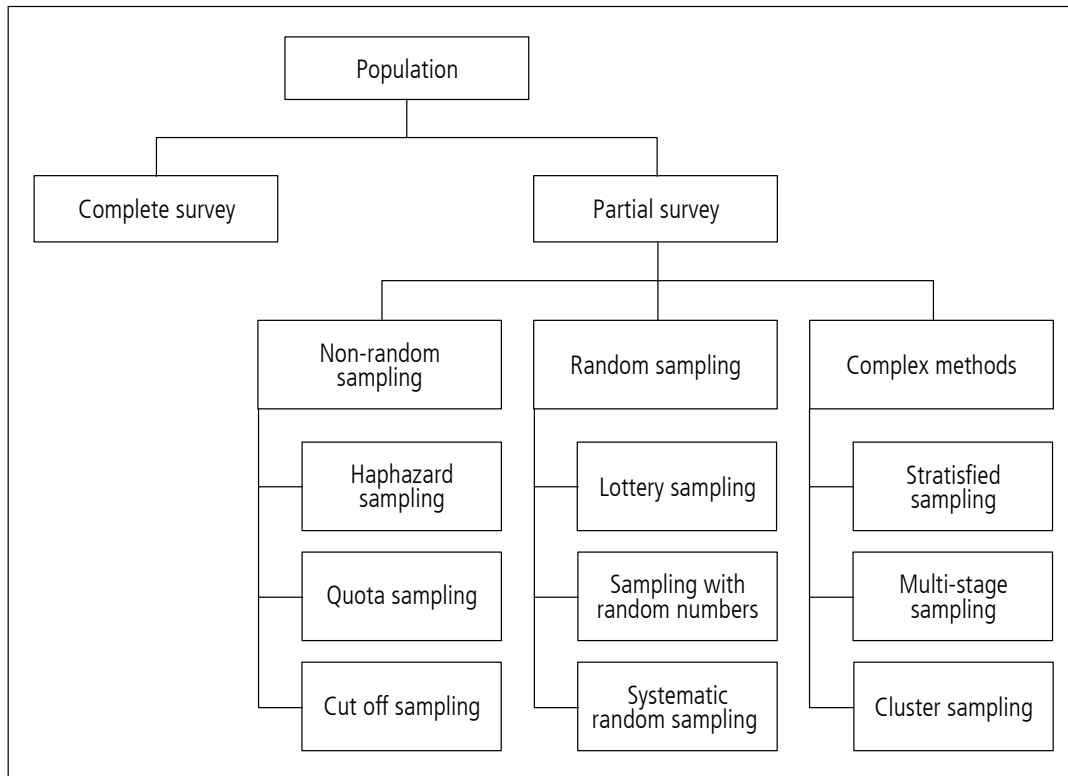 Population
Complete survey
Partial survey
Non-random
sampling
Random sampling
Complex methods
Haphazard
sampling
Lottery sampling
Stratisfied
sampling
Quota sampling
Sampling with
random numbers
Multi-stage
sampling
Cut off sampling
Systematic
random sampling
Cluster sampling